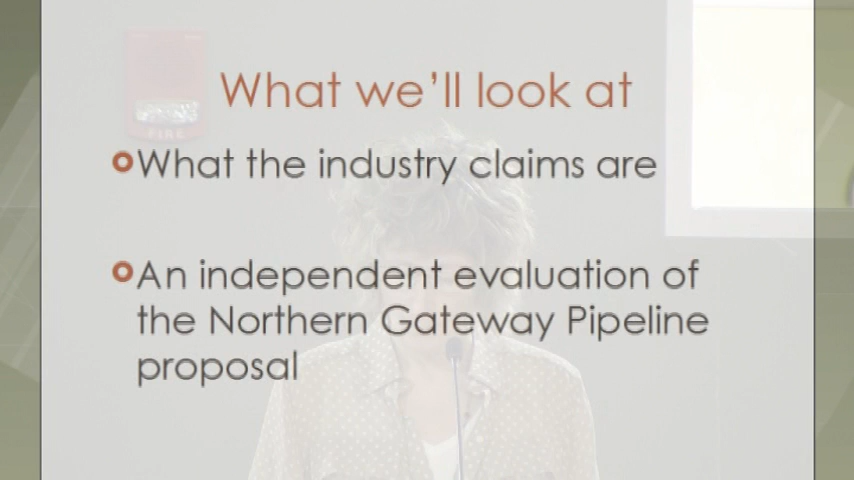 FIRE
What we'll look at
What the industry claims are
An independent evaluation of
the Northern Gateway Pipeline
proposal